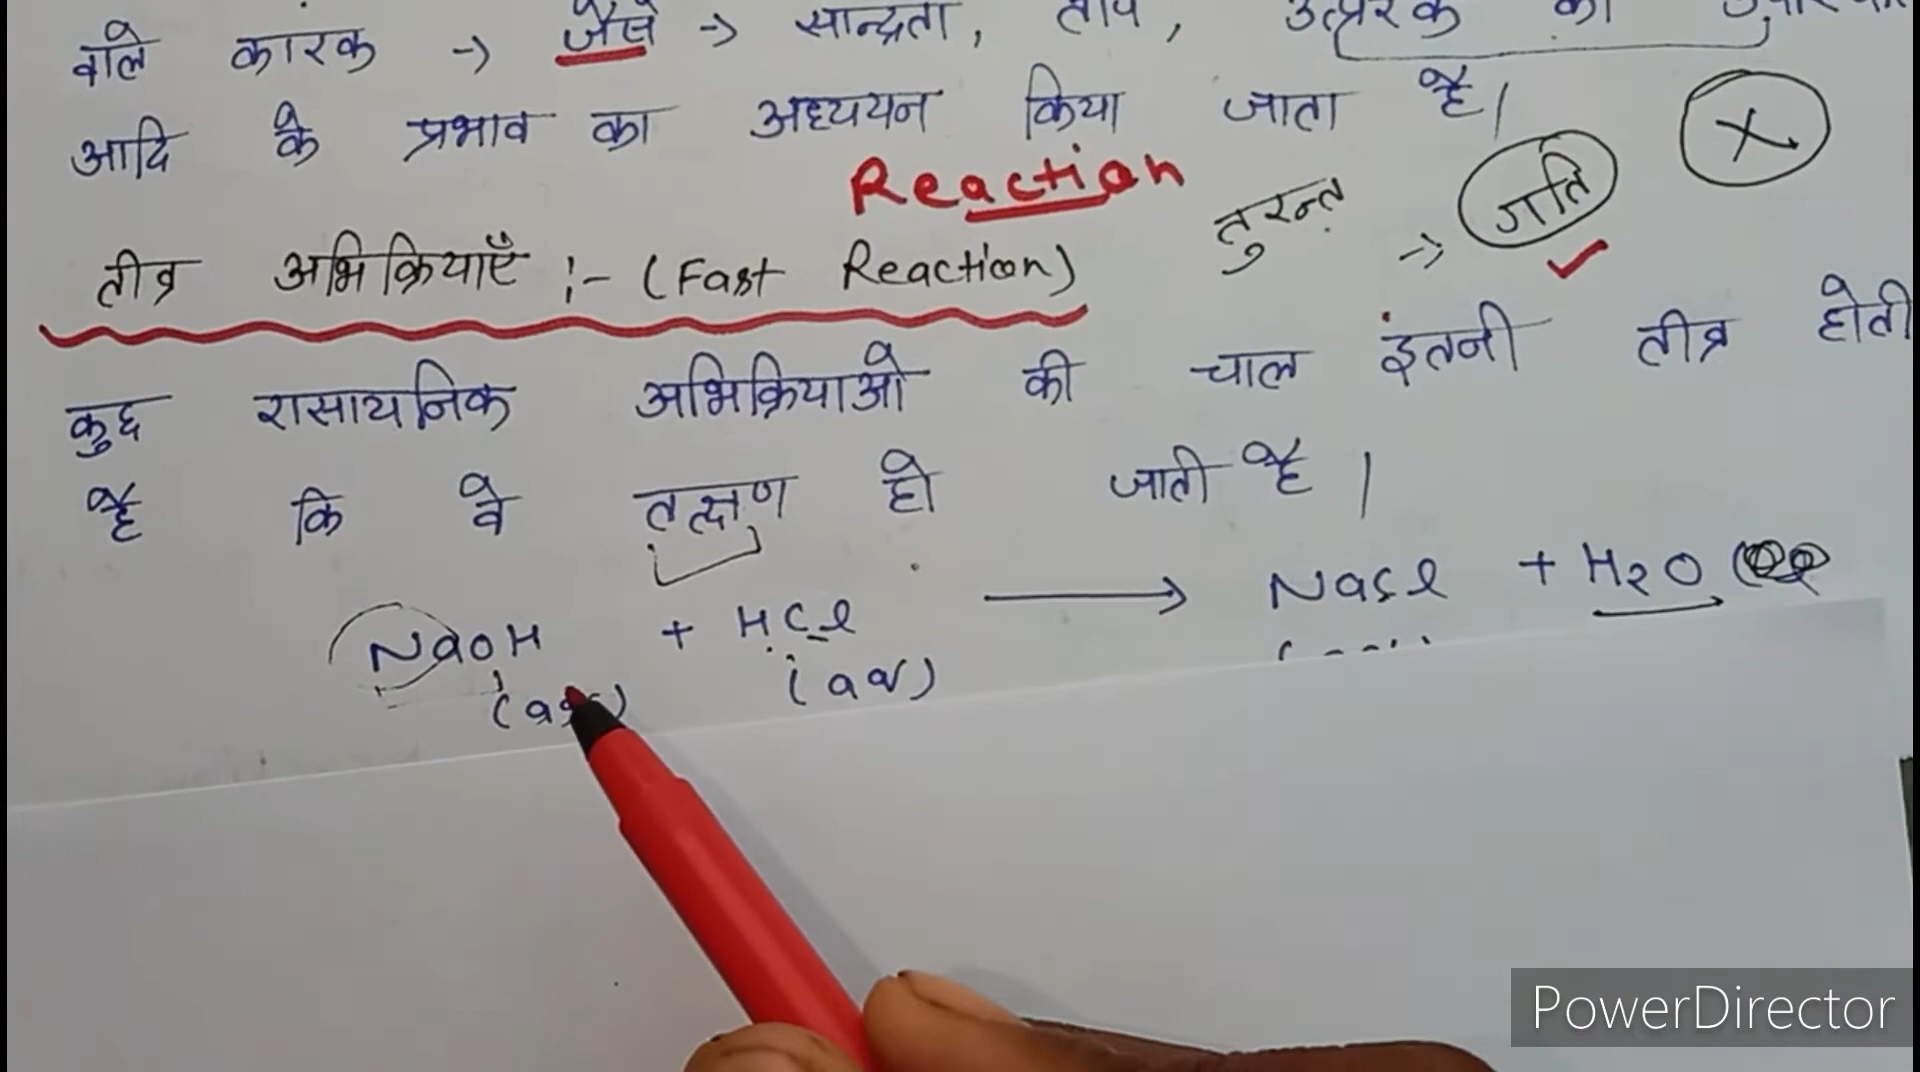 वाले कारक → जैसे → सान्द्रता, ताप, उत्प्रेरक की
आदि के प्रभाव का अध्ययन किया जाता है।
Reaction तुरन्त → गति X
तीव्र अभिक्रियाएँ :- (Fast Reaction)
कुछ रासायनिक अभिक्रियाओ की चाल इतनी तीव्र होती
है कि वे तत्क्षण हो जाती है।
NaOH + HCl → NaCl + H2O
(aq) (aq)
PowerDirector